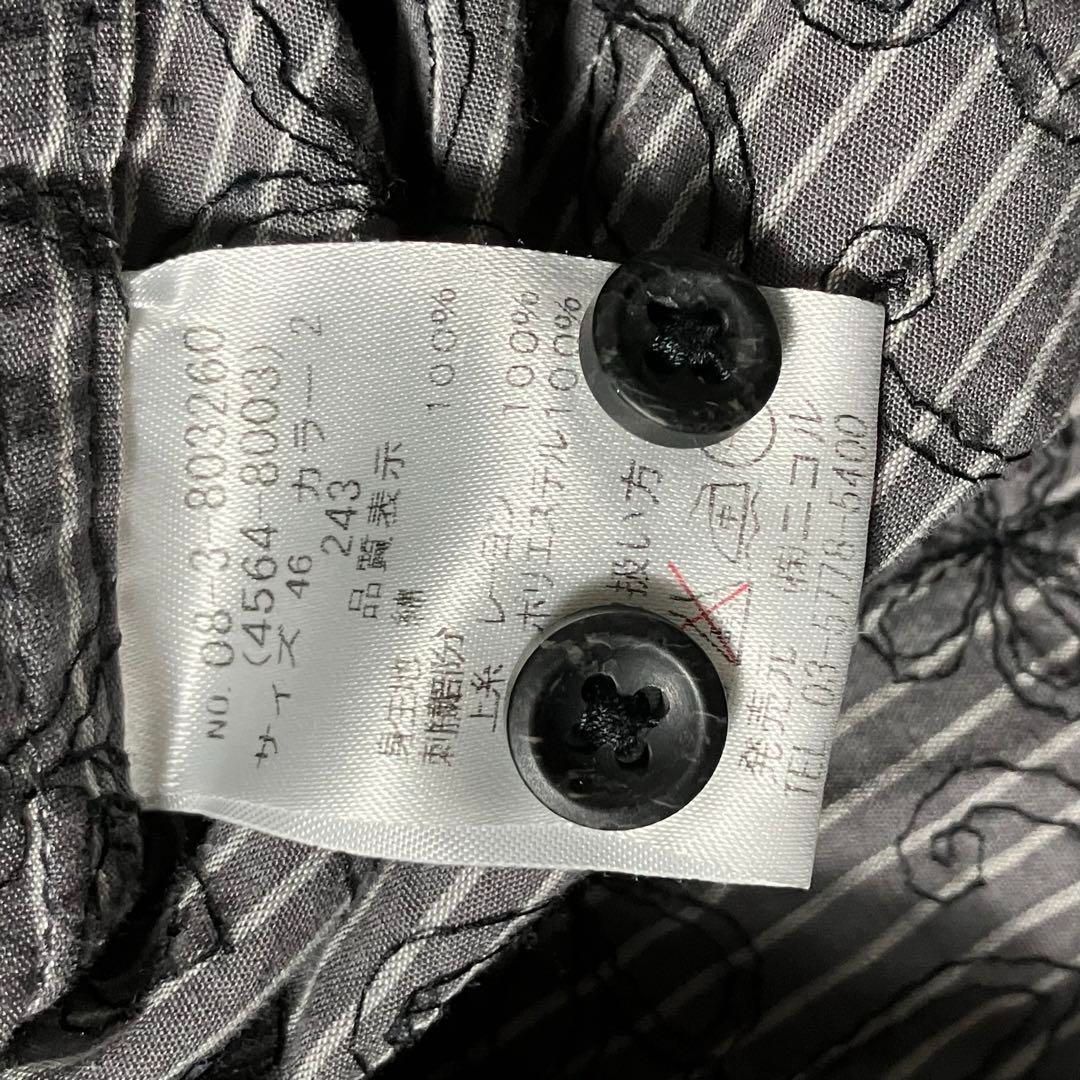 NO. 08-3-803260
(4564-8003)
サイズ 46 カラー 2
243
品質表示
身生地 綿 100%
刺繍部分
レーヨン 100%
上糸 ポリエステル100%
扱い方
発売元 ㈱ニコル
TEL 03-5778-5400